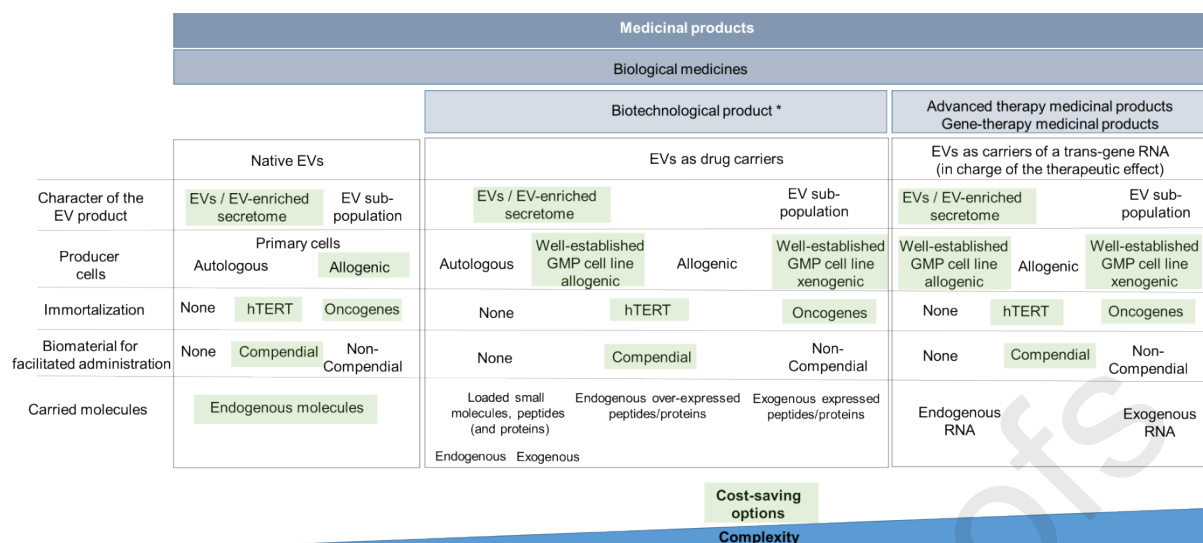 Medicinal products
Biological medicines
Biotechnological product *
Advanced therapy medicinal products
Gene-therapy medicinal products
Native EVs
EVs as drug carriers
EVs as carriers of a trans-gene RNA
(in charge of the therapeutic effect)
Character of the
EV product
EVs / EV-enriched
secretome
EV sub-
population
EVs / EV-enriched
secretome
EV sub-
population
EVs / EV-enriched
secretome
EV sub-
population
Producer
cells
Primary cells
Autologous
Allogenic
Autologous
Well-established
GMP cell line
allogenic
Allogenic
Well-established
GMP cell line
xenogenic
Well-established
GMP cell line
allogenic
Allogenic
Well-established
GMP cell line
xenogenic
Immortalization
None
hTERT
Oncogenes
None
hTERT
Oncogenes
None
hTERT
Oncogenes
Biomaterial for
facilitated administration
None
Compendial
Non-
Compendial
None
Compendial
Non-
Compendial
None
Compendial
Non-
Compendial
Carried molecules
Endogenous molecules
Loaded small
molecules, peptides
(and proteins)
Endogenous Exogenous
Endogenous over-expressed
peptides/proteins
Exogenous expressed
peptides/proteins
Endogenous
RNA
Exogenous
RNA
Cost-saving
options
Complexity
ofs